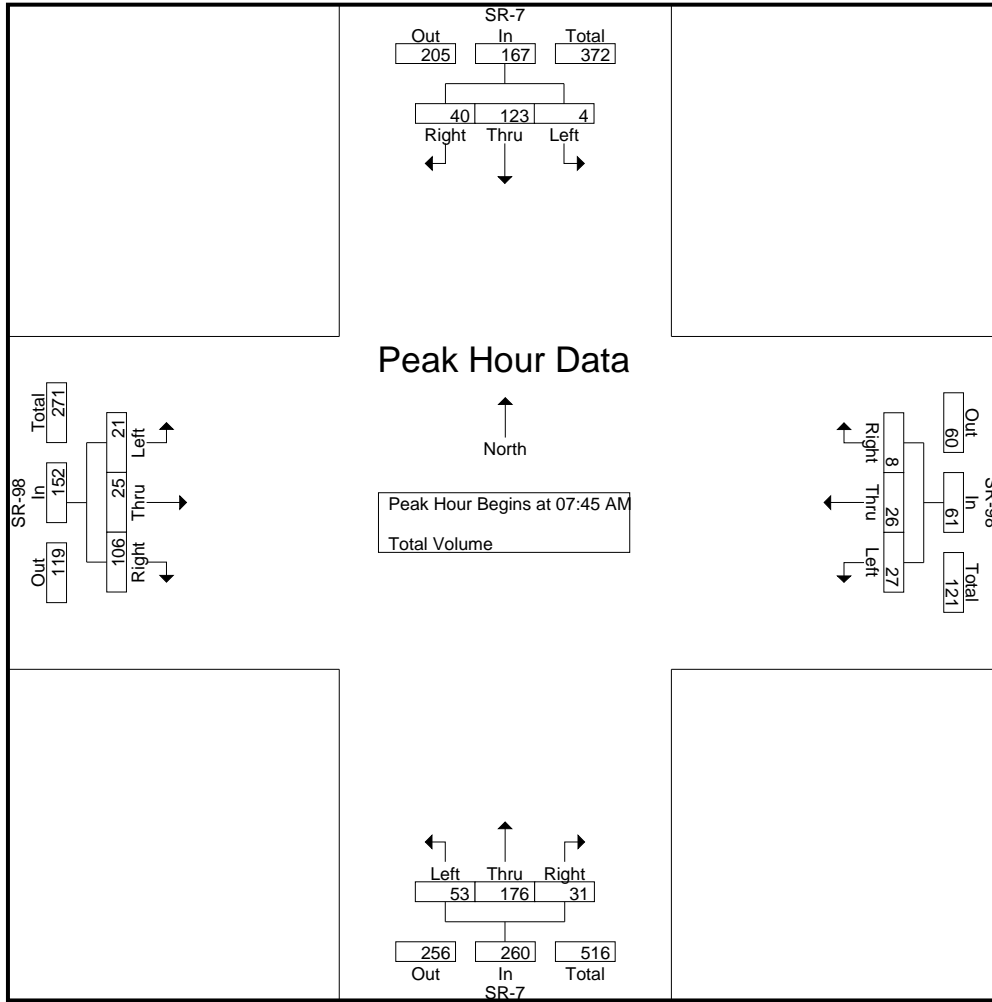 SR-7
Out In Total
205 167 372
40 123 4
Right Thru Left
Peak Hour Data
North
Peak Hour Begins at 07:45 AM
Total Volume
SR-98
Total In Out
271 152 119
21 25 106
Left Thru Right
SR-98
Out In Total
60 61 121
8 26 27
Right Thru Left
Left Thru Right
53 176 31
256 260 516
Out In Total
SR-7